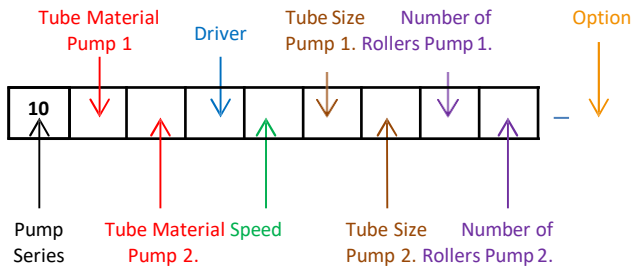 Tube Material
Pump 1
Driver
Tube Size
Pump 1.
Number of
Rollers Pump 1.
Option
10
–
Pump
Series
Tube Material
Pump 2.
Speed
Tube Size
Pump 2.
Number of
Rollers Pump 2.